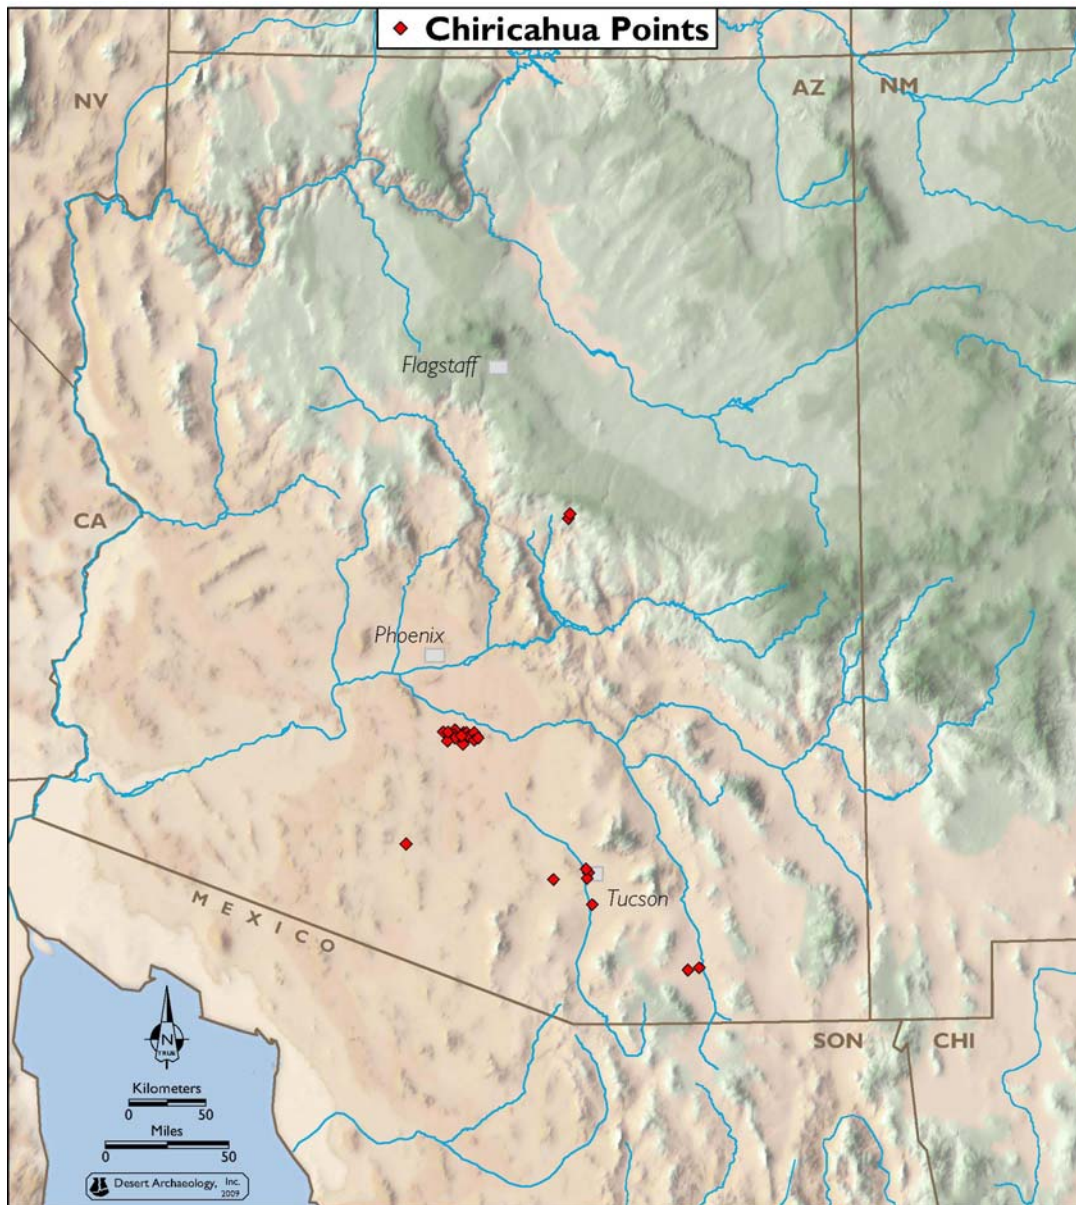 Chiricahua Points
NV
AZ
NM
Flagstaff
CA
Phoenix
Tucson
MEXICO
SON
CHI
N
TRUE
Kilometers
0 50
Miles
0 50
Desert Archaeology, Inc.
2009